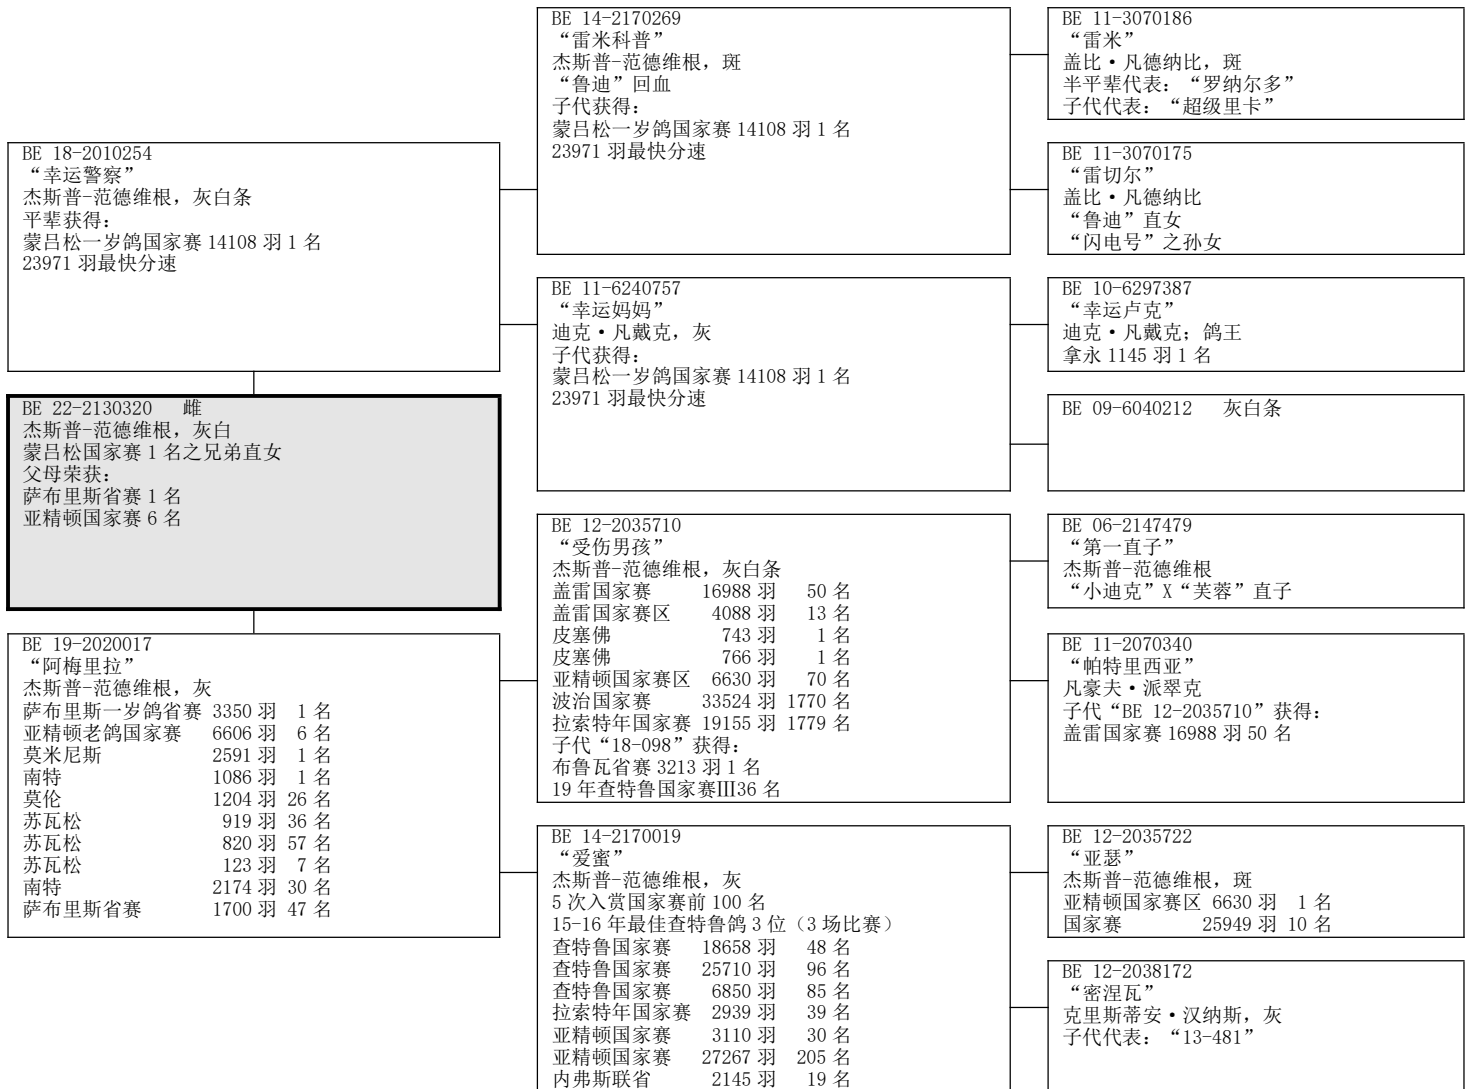 BE 18-2010254
“幸运警察”
杰斯普-范德维根，灰白条
平辈获得：
蒙吕松一岁鸽国家赛 14108 羽 1 名
23971 羽最快分速
BE 22-2130320 雌
杰斯普-范德维根，灰白
蒙吕松国家赛 1 名之兄弟直女
父母荣获：
萨布里斯省赛 1 名
亚精顿国家赛 6 名
BE 19-2020017
“阿梅里拉”
杰斯普-范德维根，灰
萨布里斯一岁鸽省赛 3350 羽 1 名
亚精顿老鸽国家赛 6606 羽 6 名
莫米尼斯 2591 羽 1 名
南特 1086 羽 1 名
莫伦 1204 羽 26 名
苏瓦松 919 羽 36 名
苏瓦松 820 羽 57 名
苏瓦松 123 羽 7 名
南特 2174 羽 30 名
萨布里斯省赛 1700 羽 47 名
BE 14-2170269
“雷米科普”
杰斯普-范德维根，斑
“鲁迪”回血
子代获得：
蒙吕松一岁鸽国家赛 14108 羽 1 名
23971 羽最快分速
BE 11-6240757
“幸运妈妈”
迪克•凡戴克，灰
子代获得：
蒙吕松一岁鸽国家赛 14108 羽 1 名
23971 羽最快分速
BE 12-2035710
“受伤男孩”
杰斯普-范德维根，灰白条
盖雷国家赛 16988 羽 50 名
盖雷国家赛区 4088 羽 13 名
皮塞佛 743 羽 1 名
皮塞佛 766 羽 1 名
亚精顿国家赛区 6630 羽 70 名
波治国家赛 33524 羽 1770 名
拉索特年国家赛 19155 羽 1779 名
子代“18-098”获得：
布鲁瓦省赛 3213 羽 1 名
19 年查特鲁国家赛Ⅲ36 名
BE 14-2170019
“爱蜜”
杰斯普-范德维根，灰
5 次入赏国家赛前 100 名
15-16 年最佳查特鲁鸽 3 位（3 场比赛）
查特鲁国家赛 18658 羽 48 名
查特鲁国家赛 25710 羽 96 名
查特鲁国家赛 6850 羽 85 名
拉索特年国家赛 2939 羽 39 名
亚精顿国家赛 3110 羽 30 名
亚精顿国家赛 27267 羽 205 名
内弗斯联省 2145 羽 19 名
BE 11-3070186
“雷米”
盖比•凡德纳比，斑
半平辈代表：“罗纳尔多”
子代代表：“超级里卡”
BE 11-3070175
“雷切尔”
盖比•凡德纳比
“鲁迪”直女
“闪电号”之孙女
BE 10-6297387
“幸运卢克”
迪克•凡戴克；鸽王
拿永 1145 羽 1 名
BE 09-6040212 灰白条
BE 06-2147479
“第一直子”
杰斯普-范德维根
“小迪克”X“芙蓉”直子
BE 11-2070340
“帕特里西亚”
凡豪夫•派翠克
子代“BE 12-2035710”获得：
盖雷国家赛 16988 羽 50 名
BE 12-2035722
“亚瑟”
杰斯普-范德维根，斑
亚精顿国家赛区 6630 羽 1 名
国家赛 25949 羽 10 名
BE 12-2038172
“密涅瓦”
克里斯蒂安•汉纳斯，灰
子代代表：“13-481”